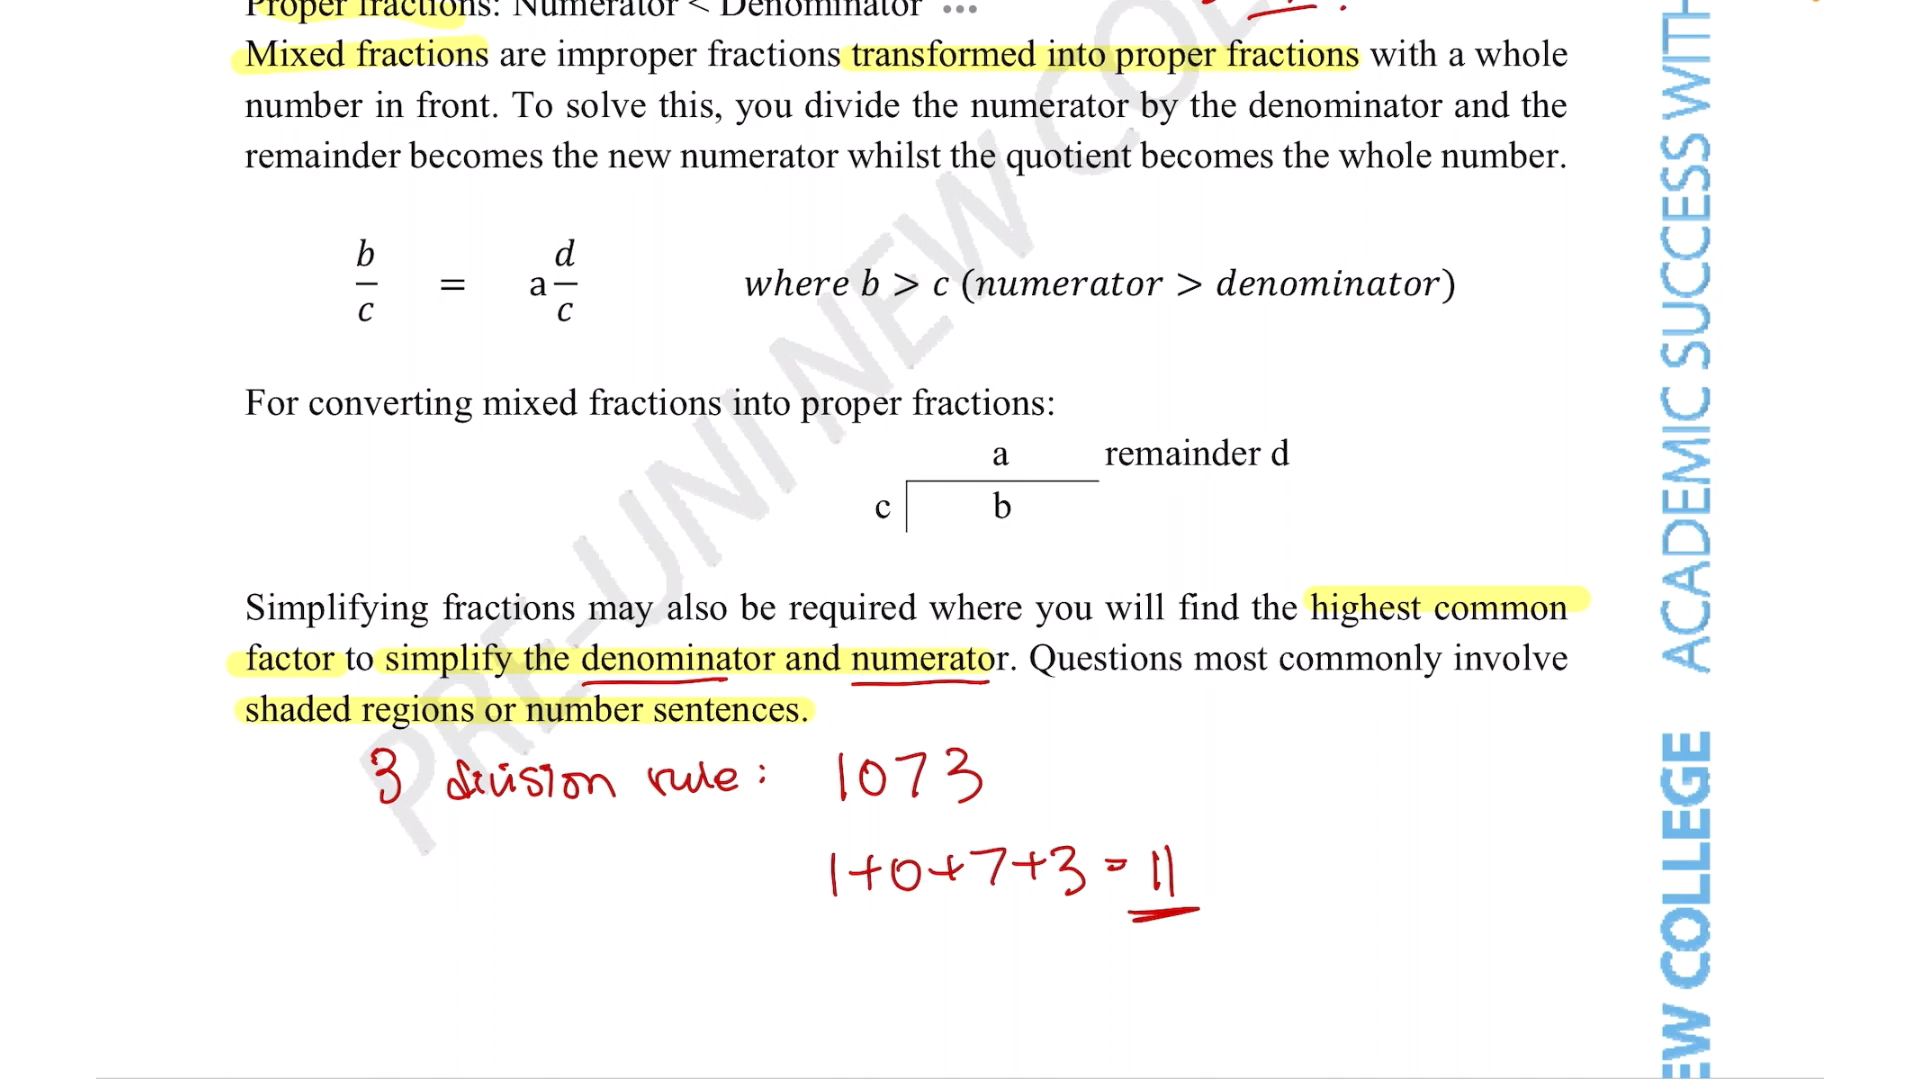 Proper fractions: Numerator < Denominator ...
Mixed fractions are improper fractions transformed into proper fractions with a whole
number in front. To solve this, you divide the numerator by the denominator and the
remainder becomes the new numerator whilst the quotient becomes the whole number.
b/c = a d/c where b > c (numerator > denominator)
For converting mixed fractions into proper fractions:
a remainder d
c b
Simplifying fractions may also be required where you will find the highest common
factor to simplify the denominator and numerator. Questions most commonly involve
shaded regions or number sentences.
3 division rule: 1073
1+0+7+3 = 11
PRE-UNI NEW COL
EW COLLEGE ACADEMIC SUCCESS WITH